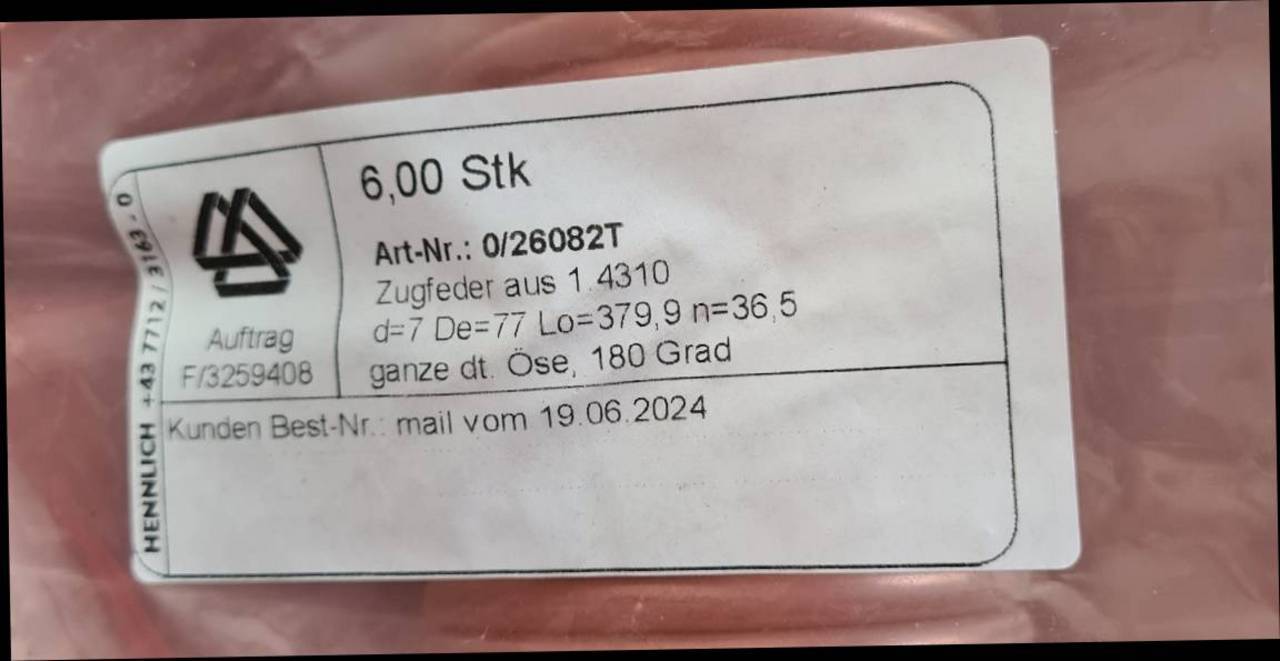 6,00 Stk
Art-Nr.: 0/26082T
Zugfeder aus 1.4310
d=7 De=77 Lo=379,9 n=36,5
ganze dt. Öse, 180 Grad
Auftrag
F/3259408
Kunden Best-Nr.: mail vom 19.06.2024
HENNLICH +43 7712 / 3163 - 0